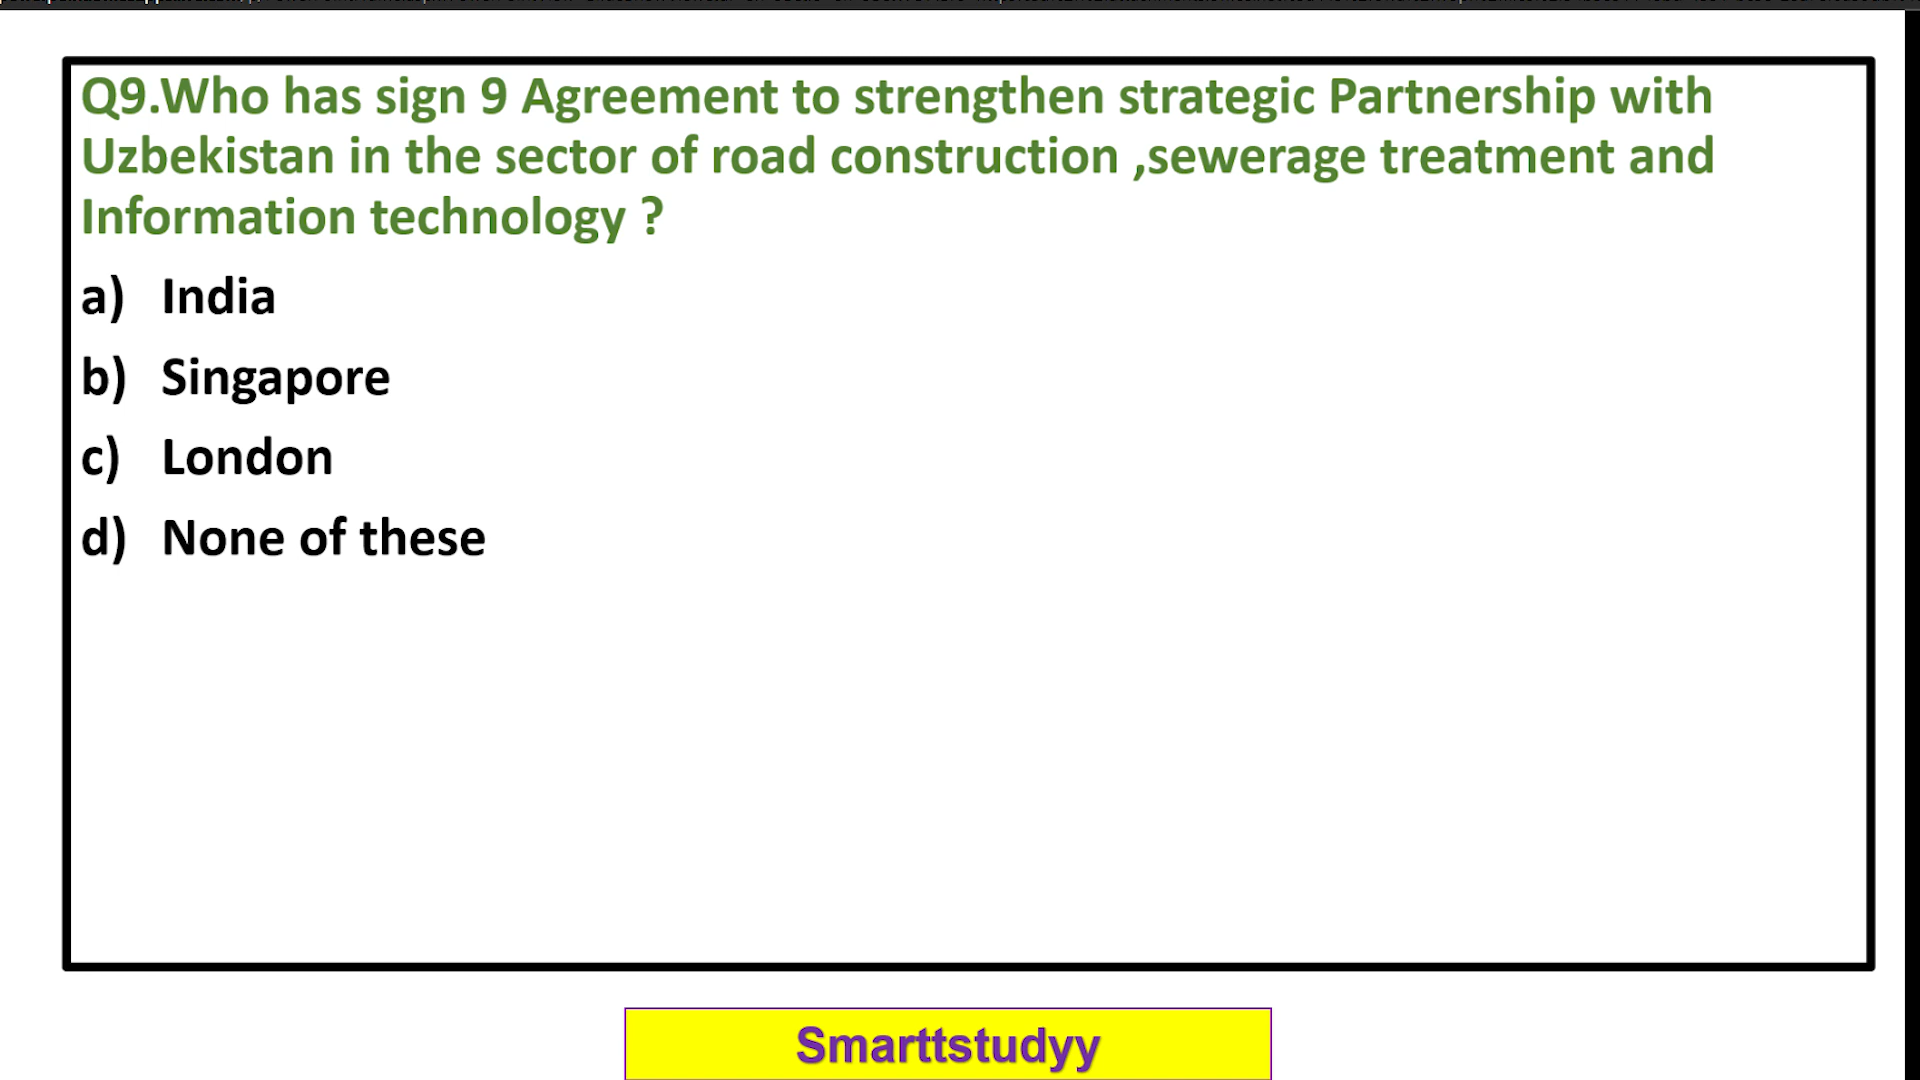 Q9.Who has sign 9 Agreement to strengthen strategic Partnership with
Uzbekistan in the sector of road construction ,sewerage treatment and
Information technology ?
a) India
b) Singapore
c) London
d) None of these
Smarttstudyy